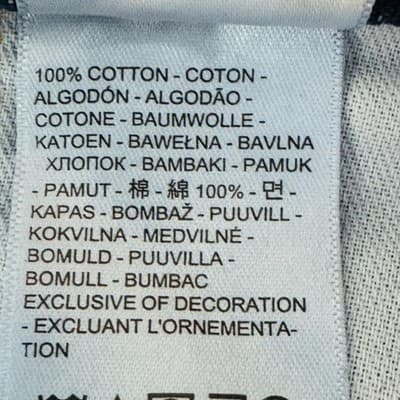 100% COTTON - COTON -
ALGODÓN - ALGODÃO -
COTONE - BAUMWOLLE -
KATOEN - BAWEŁNA - BAVLNA
ХЛОПОК - BAMBAKI - PAMUK
- PAMUT - 棉 - 綿 100% - 면 -
KAPAS - BOMBAŽ - PUUVILL -
KOKVILNA - MEDVILNĖ -
BOMULD - PUUVILLA -
BOMULL - BUMBAC
EXCLUSIVE OF DECORATION
- EXCLUANT L'ORNEMENTA-
TION